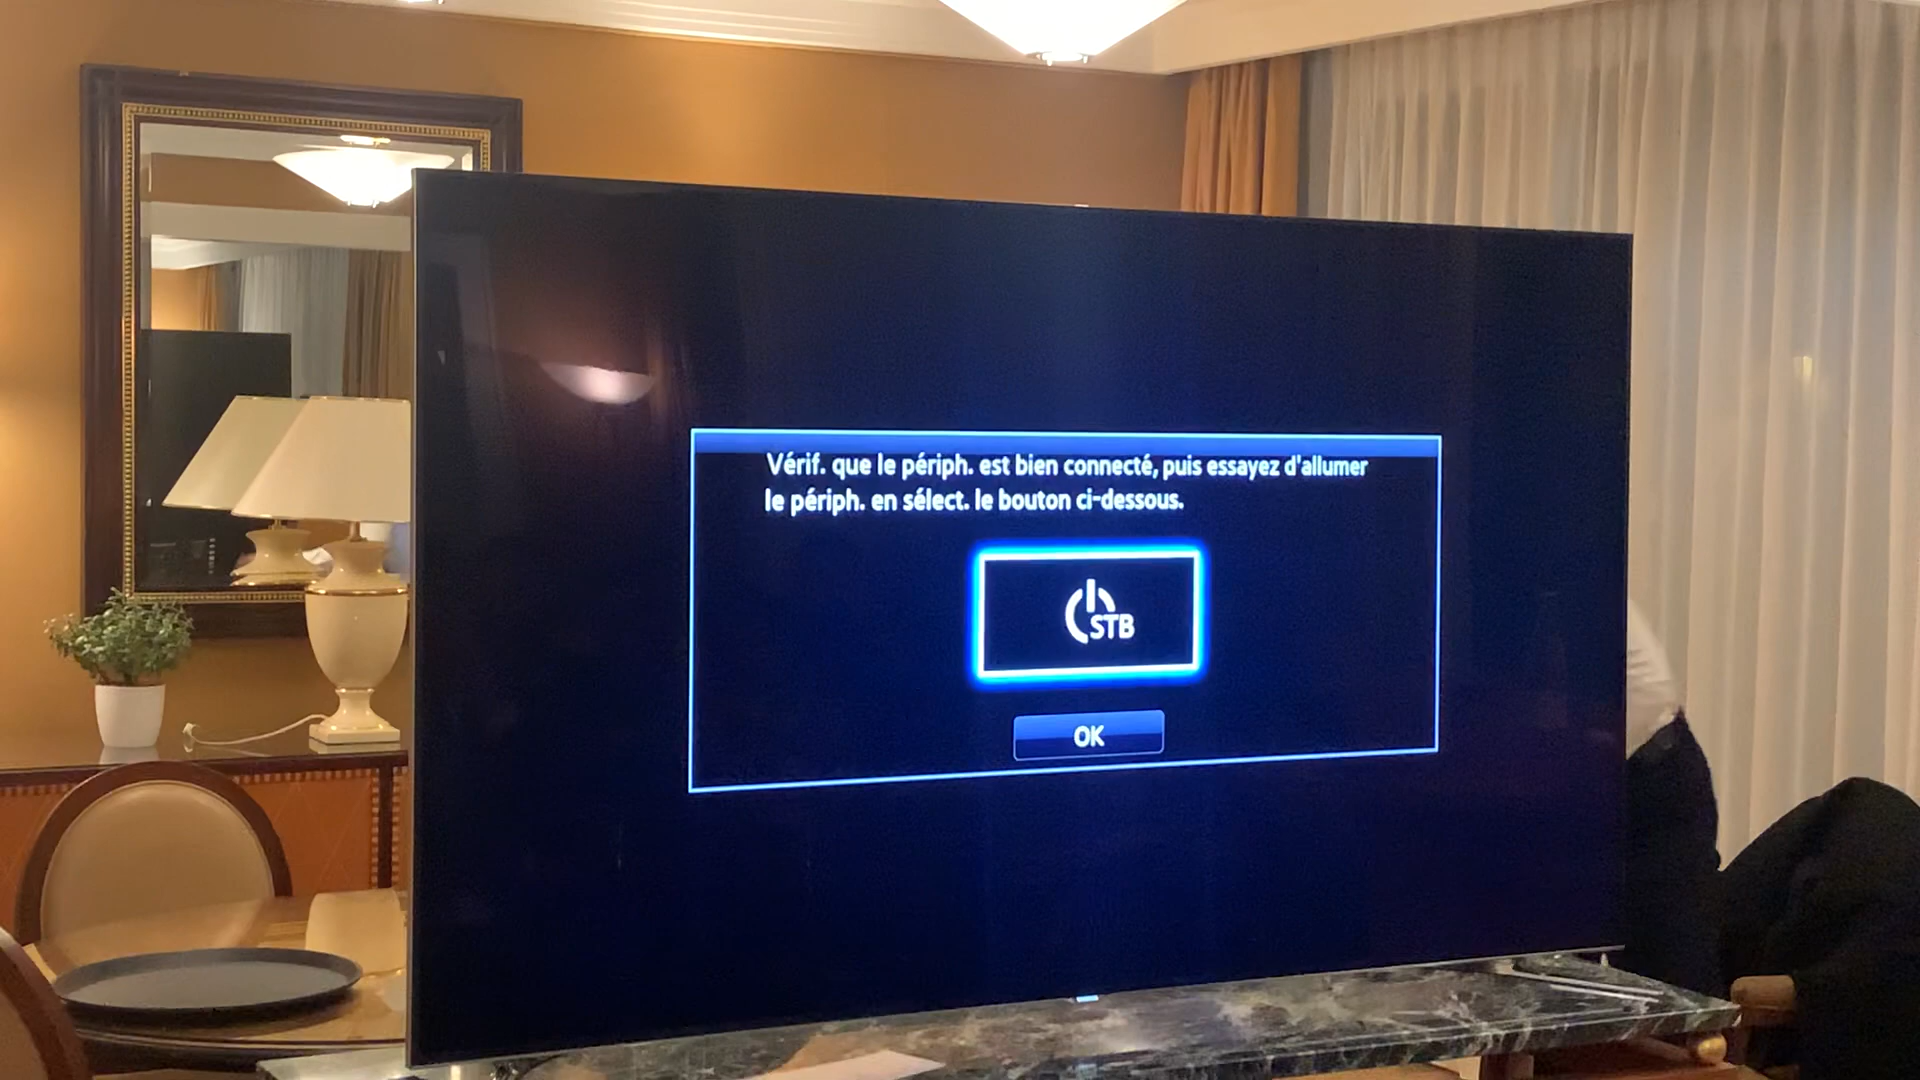 Vérif. que le périph. est bien connecté, puis essayez d'allumer
le périph. en sélect. le bouton ci-dessous.
STB
OK